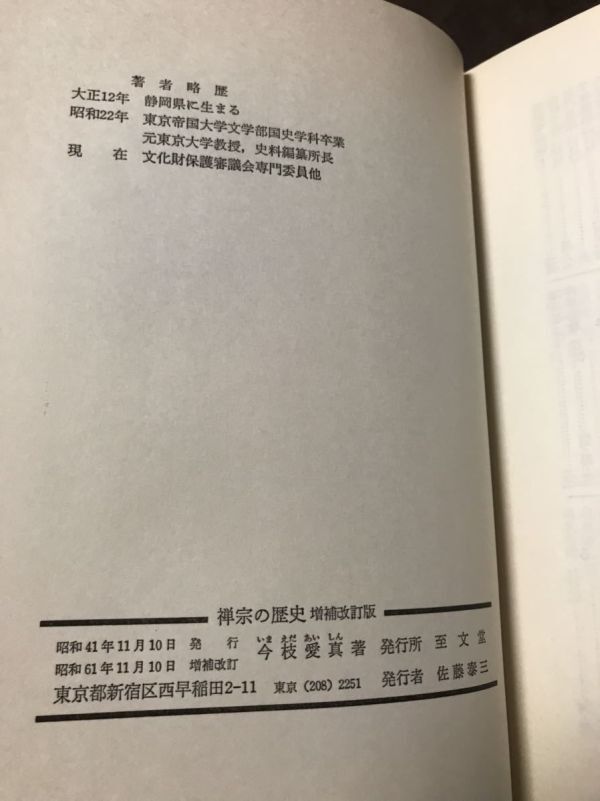 著者略歴
大正12年 静岡県に生まる
昭和22年 東京帝国大学文学部国史学科卒業
元東京大学教授，史料編纂所長
現在 文化財保護審議会専門委員他
禅宗の歴史 増補改訂版
昭和41年11月10日 発行
昭和61年11月10日 増補改訂
いま えだ あい しん
今枝愛真著
発行所 至文堂
東京都新宿区西早稲田2-11 東京（208）2251 発行者 佐藤泰三